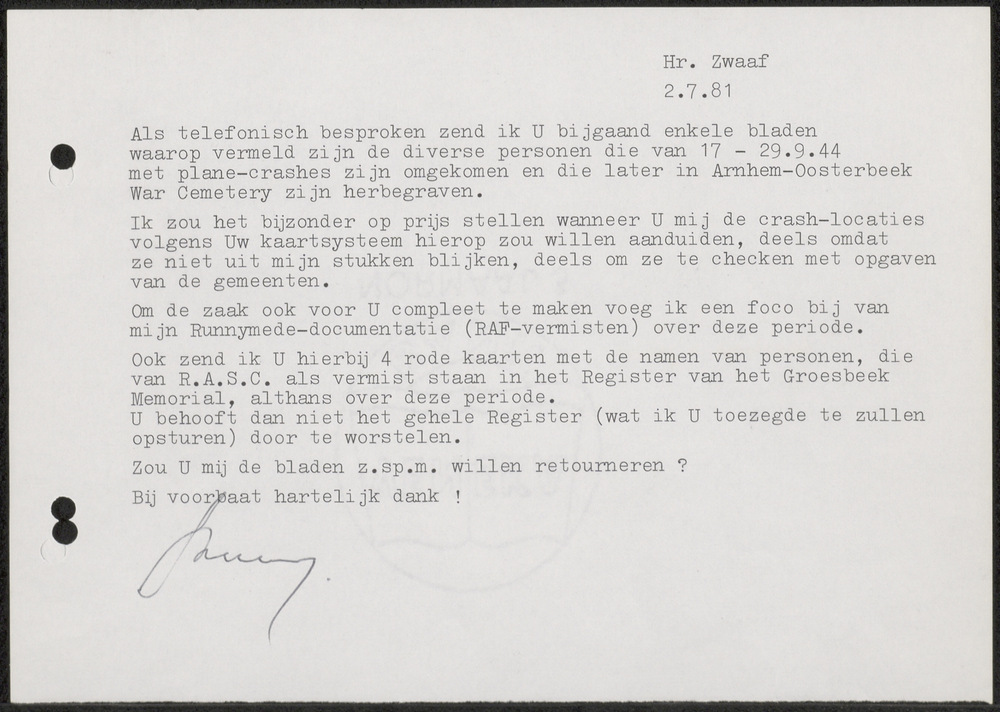 Hr. Zwaaf
2.7.81
Als telefonisch besproken zend ik U bijgaand enkele bladen
waarop vermeld zijn de diverse personen die van 17 - 29.9.44
met plane-crashes zijn omgekomen en die later in Arnhem-Oosterbeek
War Cemetery zijn herbegraven.
Ik zou het bijzonder op prijs stellen wanneer U mij de crash-locaties
volgens Uw kaartsysteem hierop zou willen aanduiden, deels omdat
ze niet uit mijn stukken blijken, deels om ze te checken met opgaven
van de gemeenten.
Om de zaak ook voor U compleet te maken voeg ik een foco bij van
mijn Runnymede-documentatie (RAF-vermisten) over deze periode.
Ook zend ik U hierbij 4 rode kaarten met de namen van personen, die
van R.A.S.C. als vermist staan in het Register van het Groesbeek
Memorial, althans over deze periode.
U behooft dan niet het gehele Register (wat ik U toezegde te zullen
opsturen) door te worstelen.
Zou U mij de bladen z.sp.m. willen retourneren ?
Bij voorbaat hartelijk dank !